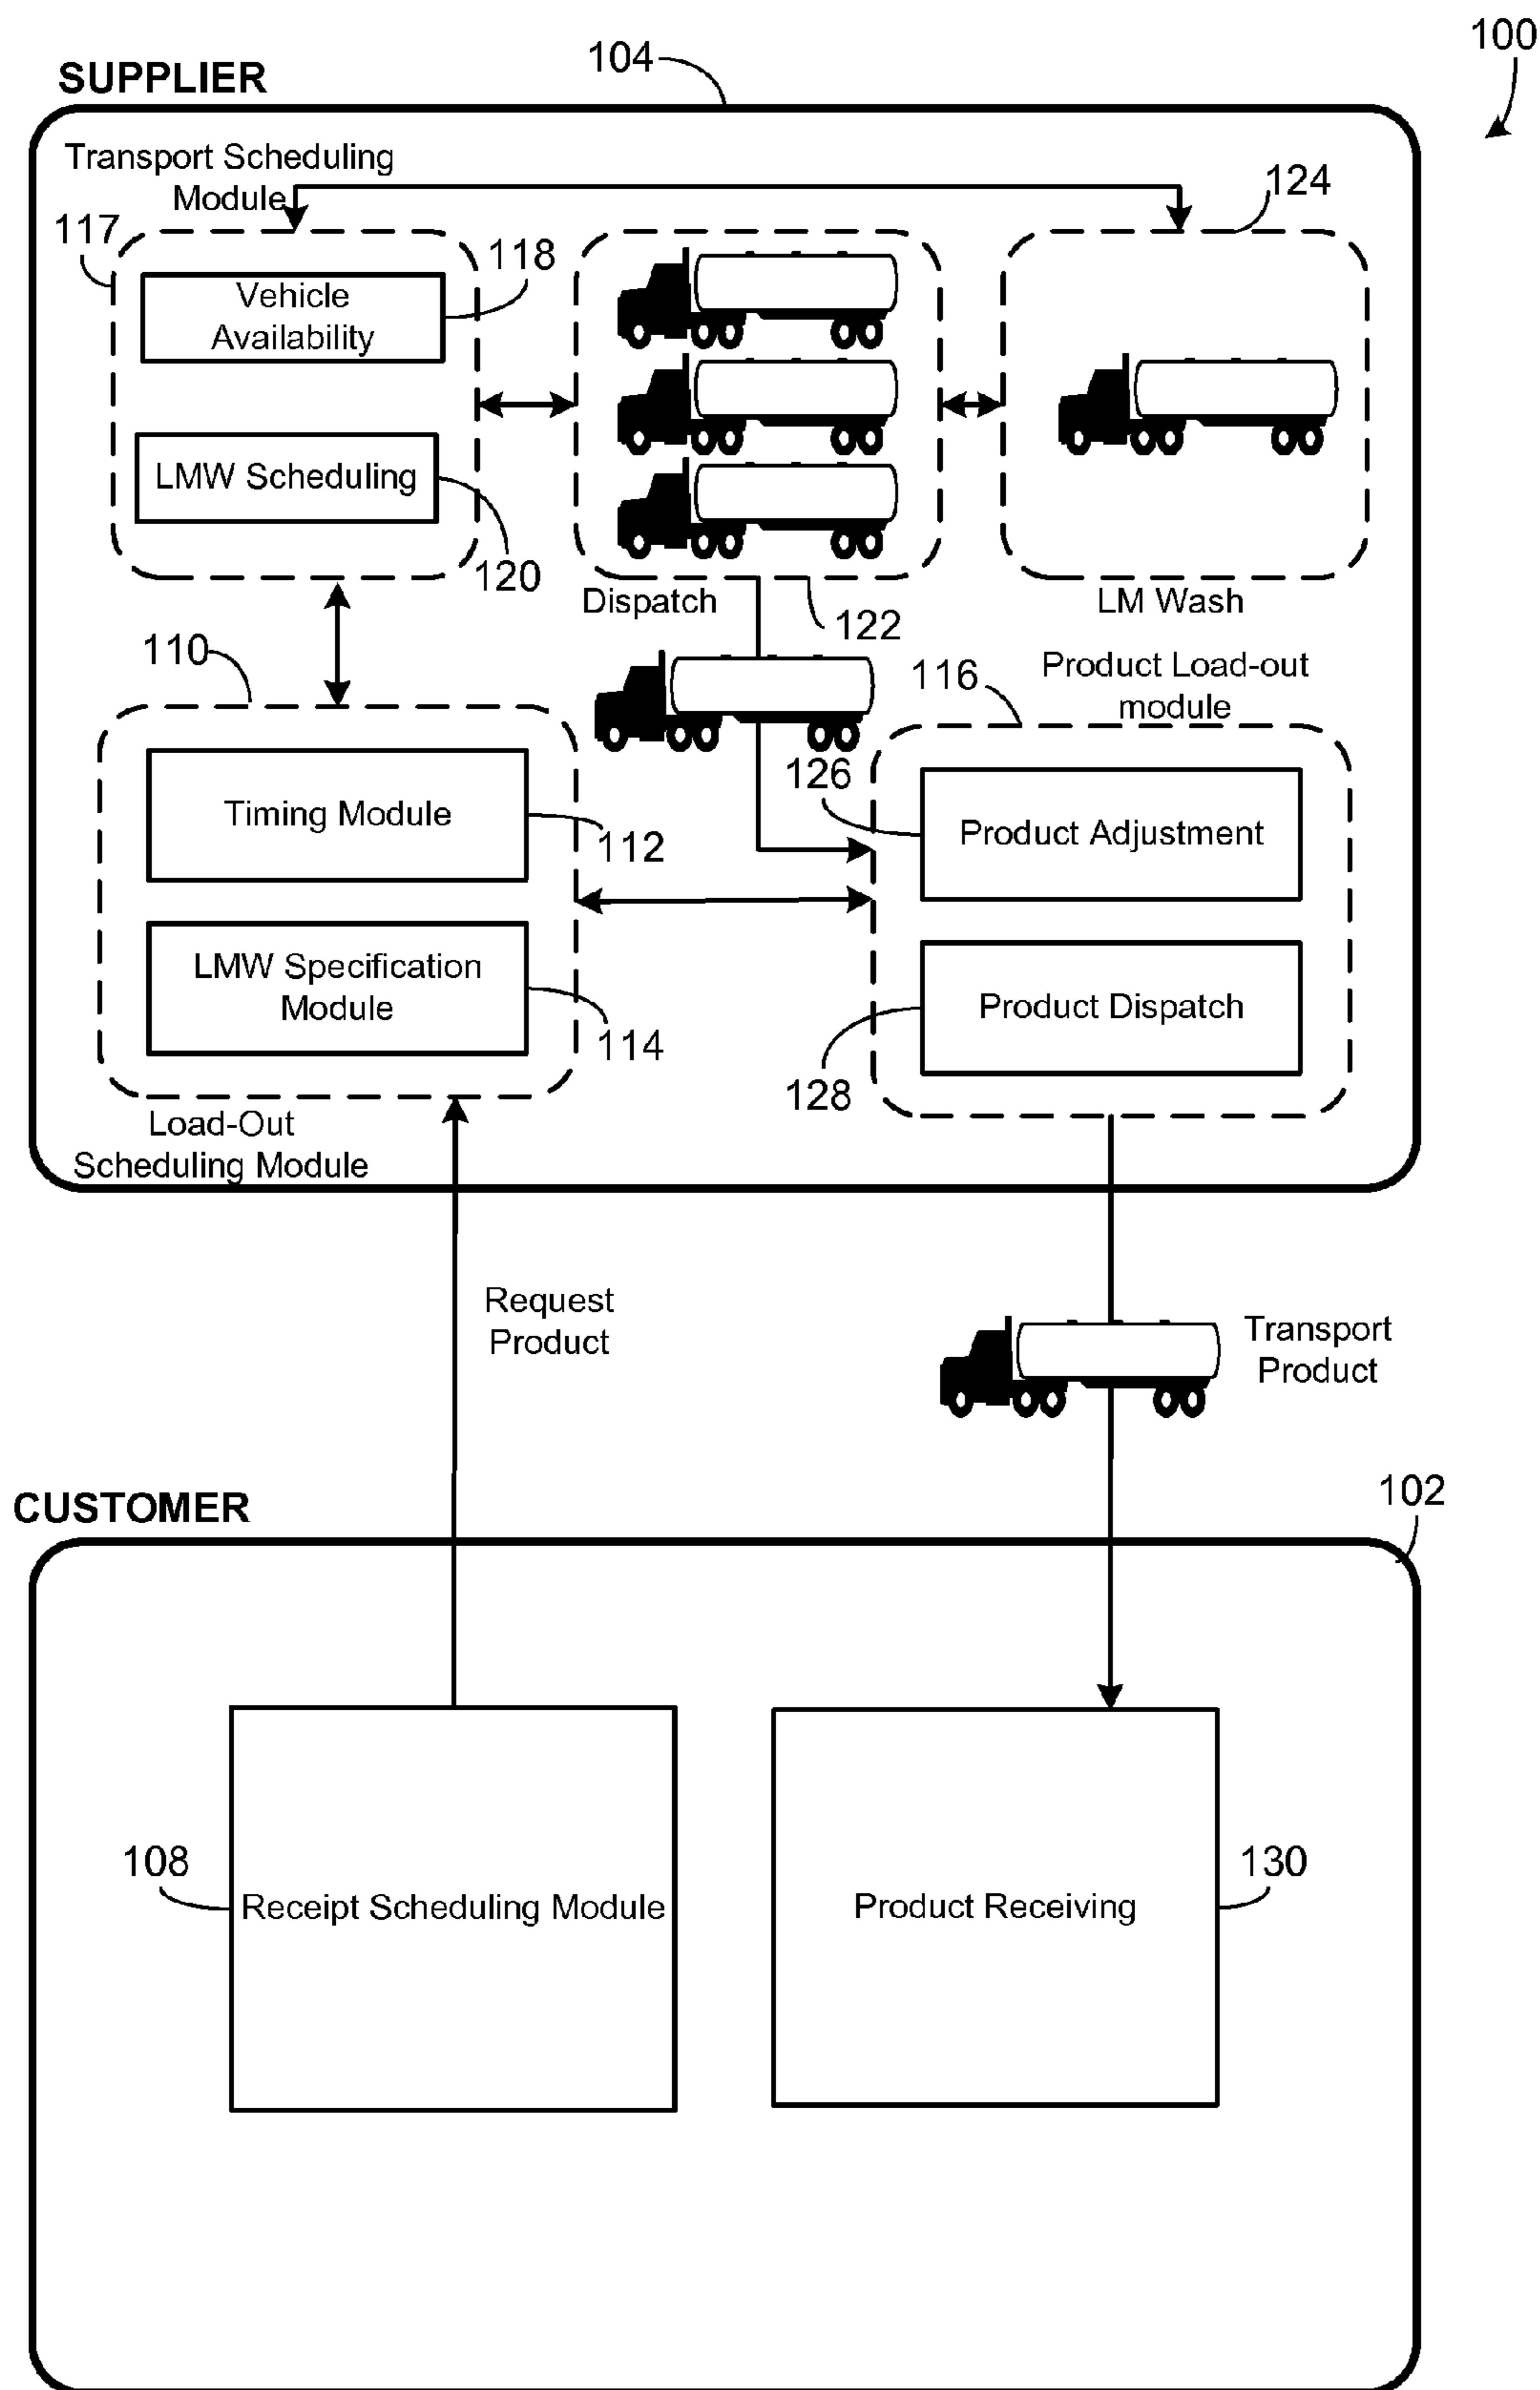 100
104
SUPPLIER
Transport Scheduling
Module
124
117
118
Vehicle
Availability
LMW Scheduling
120
Dispatch
122
LM Wash
110
116
Product Load-out
module
126
Timing Module
112
Product Adjustment
LMW Specification
Module
114
Product Dispatch
128
Load-Out
Scheduling Module
Request
Product
Transport
Product
CUSTOMER
102
108
Receipt Scheduling Module
Product Receiving
130